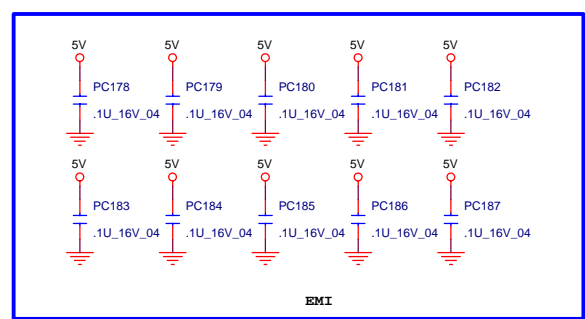 5V 5V 5V 5V 5V
PC178 PC179 PC180 PC181 PC182
.1U_16V_04 .1U_16V_04 .1U_16V_04 .1U_16V_04 .1U_16V_04
5V 5V 5V 5V 5V
PC183 PC184 PC185 PC186 PC187
.1U_16V_04 .1U_16V_04 .1U_16V_04 .1U_16V_04 .1U_16V_04
EMI